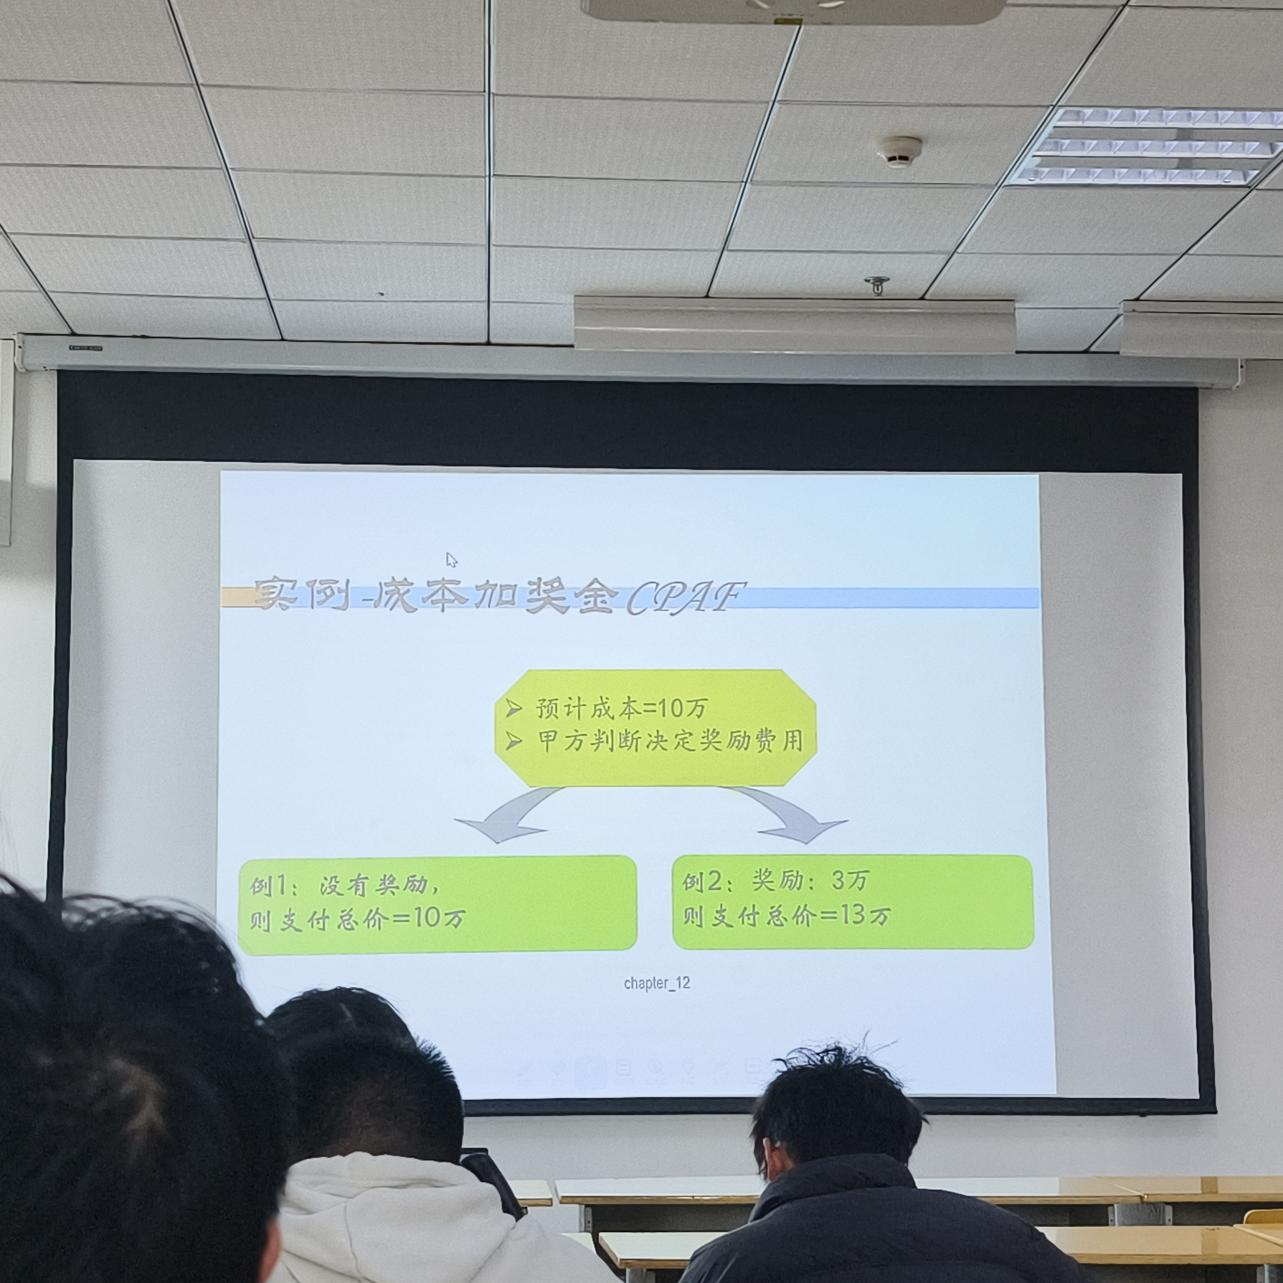 实例-成本加奖金CPAF
➢ 预计成本=10万
➢ 甲方判断决定奖励费用
例1：没有奖励，
则支付总价=10万
例2：奖励：3万
则支付总价=13万
chapter_12